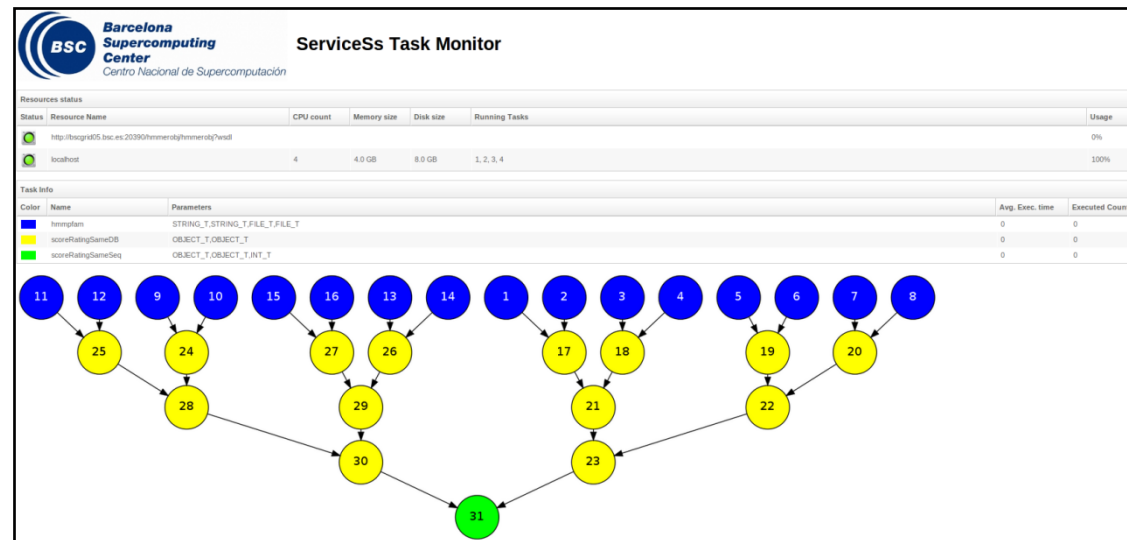 Barcelona
Supercomputing
Center
Centro Nacional de Supercomputación
BSC
ServiceSs Task Monitor
Resources status
Status Resource Name CPU count Memory size Disk size Running Tasks Usage
http://bscgrid05.bsc.es:20390/hmmerobj/hmmerobj?wsdl 0%
localhost 4 4.0 GB 8.0 GB 1, 2, 3, 4 100%
Task Info
Color Name Parameters Avg. Exec. time Executed Coun
hmmpfam STRING_T,STRING_T,FILE_T,FILE_T 0 0
scoreRatingSameDB OBJECT_T,OBJECT_T 0 0
scoreRatingSameSeq OBJECT_T,OBJECT_T,INT_T 0 0
11 12 9 10 15 16 13 14 1 2 3 4 5 6 7 8
25 24 27 26 17 18 19 20
28 29 21 22
30 23
31